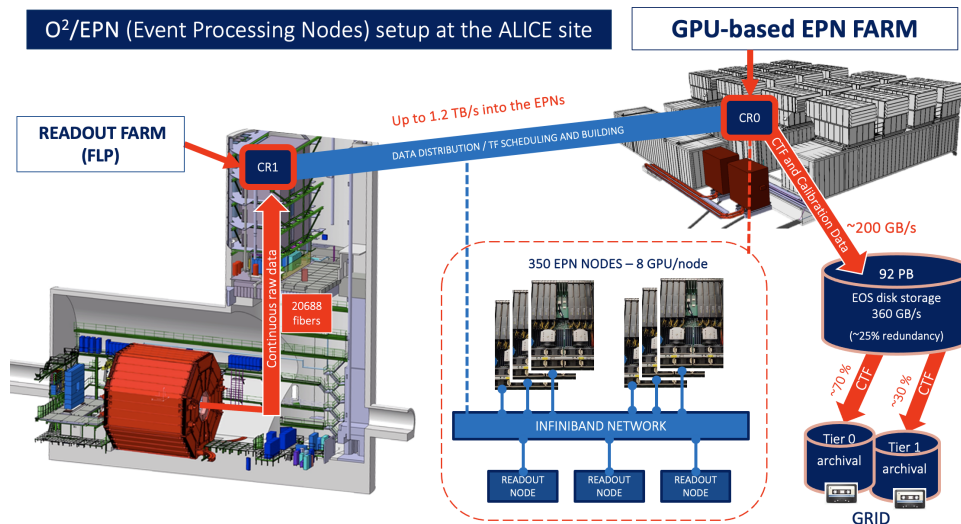 O²/EPN (Event Processing Nodes) setup at the ALICE site
GPU-based EPN FARM
READOUT FARM
(FLP)
CR1
Up to 1.2 TB/s into the EPNs
DATA DISTRIBUTION / TF SCHEDULING AND BUILDING
CR0
CTF and Calibration Data
~200 GB/s
Continuous raw data
20688
fibers
350 EPN NODES – 8 GPU/node
INFINIBAND NETWORK
READOUT
NODE
READOUT
NODE
READOUT
NODE
92 PB
EOS disk storage
360 GB/s
(~25% redundancy)
~70 %
CTF
~30 %
CTF
Tier 0
archival
Tier 1
archival
GRID